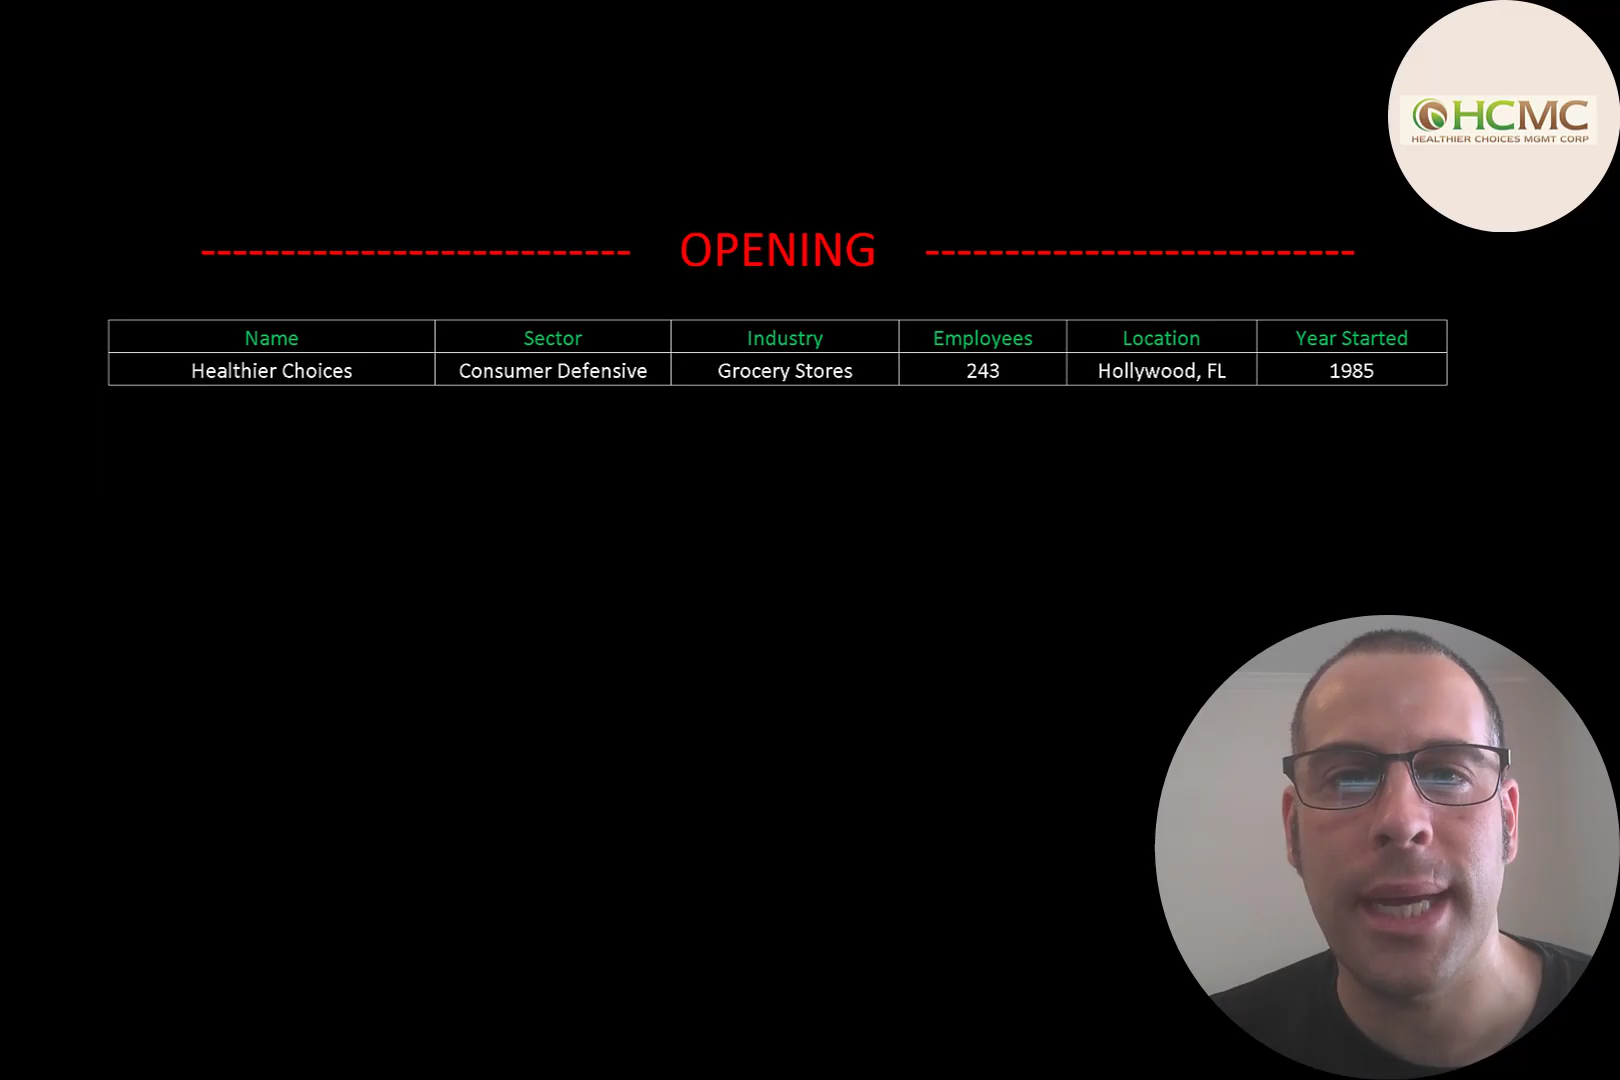 HCMC
HEALTHIER CHOICES MGMT CORP
-------------------------- OPENING --------------------------
Name Sector Industry Employees Location Year Started
Healthier Choices Consumer Defensive Grocery Stores 243 Hollywood, FL 1985